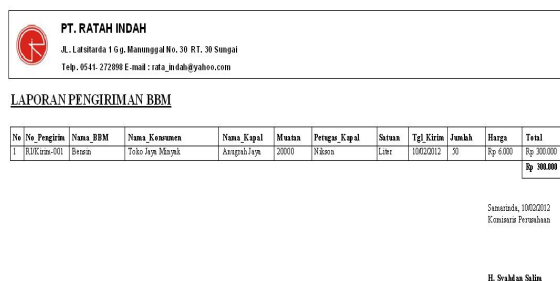 PT. RATAH INDAH
JL. Latsitarda 1 Gg. Manunggal No. 30 RT. 30 Sungai
Telp. 0541- 272898 E-mail : rata_indah@yahoo.com
LAPORAN PENGIRIMAN BBM
No No_Pengirim Nama_BBM Nama_Konsumen Nama_Kapal Muatan Petugas_Kapal Satuan Tgl_Kirim Jumlah Harga Total
1 RI/Kirim-001 Bensin Toko Jaya Minyak Anugrah Jaya 20000 Nikson Liter 10/02/2012 50 Rp 6.000 Rp 300.000
Rp 300.000
Samarinda, 10/02/2012
Komisaris Perusahaan
H. Syahdan Salim